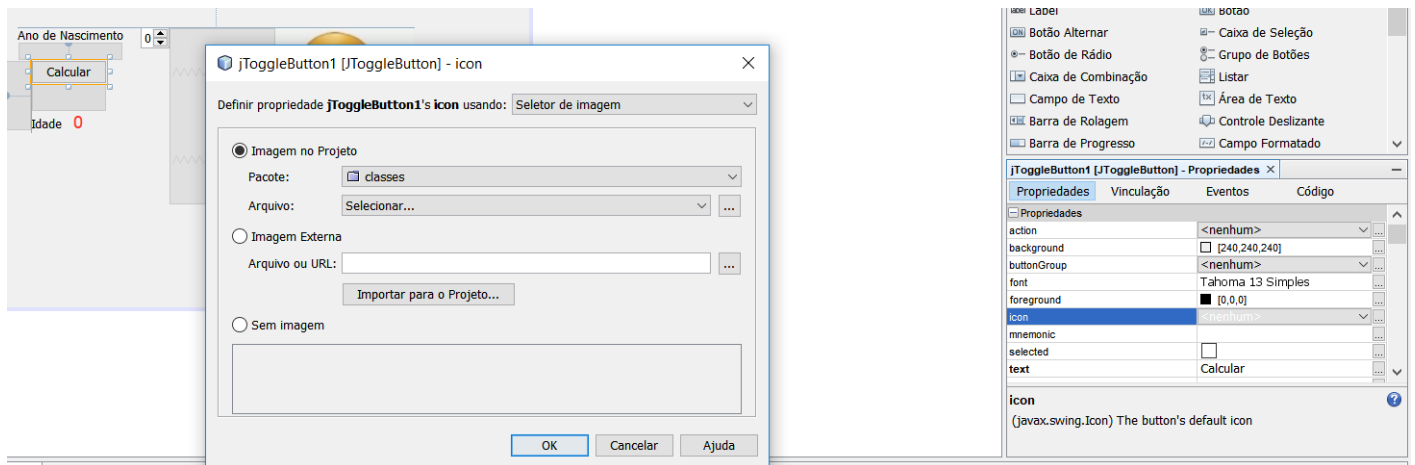 Ano de Nascimento
0
Calcular
Idade 0
jToggleButton1 [JToggleButton] - icon
Definir propriedade jToggleButton1's icon usando: Seletor de imagem
Imagem no Projeto
Pacote: classes
Arquivo: Selecionar...
...
Imagem Externa
Arquivo ou URL:
...
Importar para o Projeto...
Sem imagem
OK Cancelar Ajuda
label Label OK Botão
ON Botão Alternar Caixa de Seleção
Botão de Rádio Grupo de Botões
Caixa de Combinação Listar
Campo de Texto tx Área de Texto
Barra de Rolagem Controle Deslizante
Barra de Progresso Campo Formatado
jToggleButton1 [JToggleButton] - Propriedades
Propriedades Vinculação Eventos Código
Propriedades
action <nenhum> ...
background [240,240,240] ...
buttonGroup <nenhum> ...
font Tahoma 13 Simples ...
foreground [0,0,0] ...
icon <nenhum> ...
mnemonic ...
selected ...
text Calcular ...
icon
(javax.swing.Icon) The button's default icon